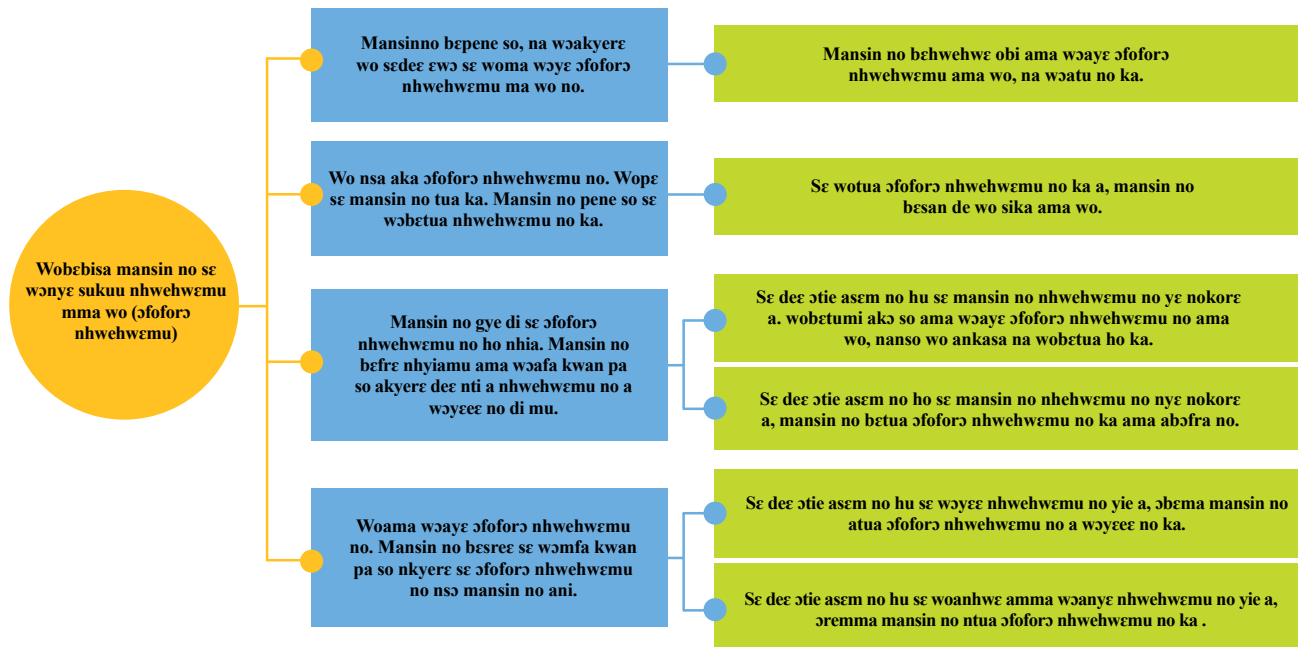 Wobɛbisa mansin no sɛ
wɔnyɛ sukuu nhwehwɛmu
mma wo (ɔfoforɔ
nhwehwɛmu)
Mansinno bɛpene so, na wɔakyerɛ
wo sɛdeɛ ɛwɔ sɛ woma wɔyɛ ɔfoforɔ
nhwehwɛmu ma wo no.
Mansin no bɛhwehwɛ obi ama wɔayɛ ɔfoforɔ
nhwehwɛmu ama wo, na wɔatu no ka.
Wo nsa aka ɔfoforɔ nhwehwɛmu no. Wopɛ
sɛ mansin no tua ka. Mansin no pene so sɛ
wɔbɛtua nhwehwɛmu no ka.
Sɛ wotua ɔfoforɔ nhwehwɛmu no ka a, mansin no
bɛsan de wo sika ama wo.
Mansin no gye di sɛ ɔfoforɔ
nhwehwɛmu no ho nhia. Mansin no
bɛfrɛ nhyiamu ama wɔafa kwan pa
so akyerɛ deɛ nti a nhwehwɛmu no a
wɔyɛeɛ no di mu.
Sɛ deɛ ɔtie asɛm no hu sɛ mansin no nhwehwɛmu no yɛ nokorɛ
a. wobɛtumi akɔ so ama wɔayɛ ɔfoforɔ nhwehwɛmu no ama
wo, nanso wo ankasa na wobɛtua ho ka.
Sɛ deɛ ɔtie asɛm no ho sɛ mansin no nhehwɛmu no nyɛ nokorɛ
a, mansin no bɛtua ɔfoforɔ nhwehwɛmu no ka ama abɔfra no.
Woama wɔayɛ ɔfoforɔ nhwehwɛmu
no. Mansin no bɛsreɛ sɛ wɔmfa kwan
pa so nkyerɛ sɛ ɔfoforɔ nhwehwɛmu
no nsɔ mansin no ani.
Sɛ deɛ ɔtie asɛm no hu sɛ wɔyɛɛ nhwehwɛmu no yie a, ɔbɛma mansin no
atua ɔfoforɔ nhwehwɛmu no a wɔyɛeɛ no ka.
Sɛ deɛ ɔtie asɛm no hu sɛ woanhwɛ amma wɔanyɛ nhwehwɛmu no yie a,
ɔremma mansin no ntua ɔfoforɔ nhwehwɛmu no ka .